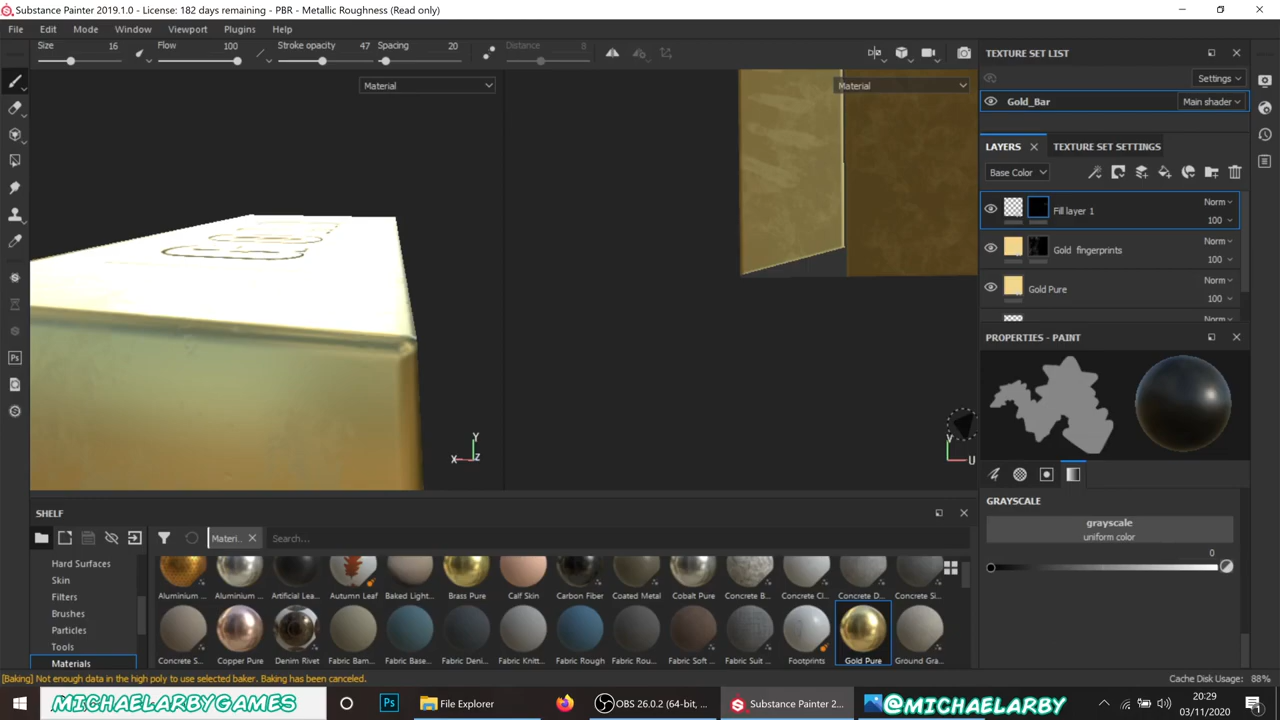 Substance Painter 2019.1.0 - License: 182 days remaining - PBR - Metallic Roughness (Read only)
File Edit Mode Window Viewport Plugins Help
Size 16 Flow 100 Stroke opacity 47 Spacing 20 Distance 8
Material
Material
Y
X Z
V
U
TEXTURE SET LIST
Settings
Gold_Bar Main shader
LAYERS TEXTURE SET SETTINGS
Base Color
Norm
Fill layer 1
100
Norm
Gold fingerprints
100
Norm
Gold Pure
100
Norm
PROPERTIES - PAINT
GRAYSCALE
grayscale
uniform color
0
SHELF
Materi... Search...
Hard Surfaces
Skin
Filters
Brushes
Particles
Tools
Materials
Aluminium ... Aluminium ... Artificial Lea... Autumn Leaf Baked Light... Brass Pure Calf Skin Carbon Fiber Coated Metal Cobalt Pure Concrete B... Concrete Cl... Concrete D... Concrete Si...
Concrete S... Copper Pure Denim Rivet Fabric Bam... Fabric Base... Fabric Deni... Fabric Knitt... Fabric Rough Fabric Rou... Fabric Soft ... Fabric Suit ... Footprints Gold Pure Ground Gra...
[Baking] Not enough data in the high poly to use selected baker. Baking has been canceled.
Cache Disk Usage: 88%
MICHAELARBYGAMES
Ps
File Explorer
OBS 26.0.2 (64-bit, ...
Substance Painter 2...
@MICHAELARBY
20:29
03/11/2020